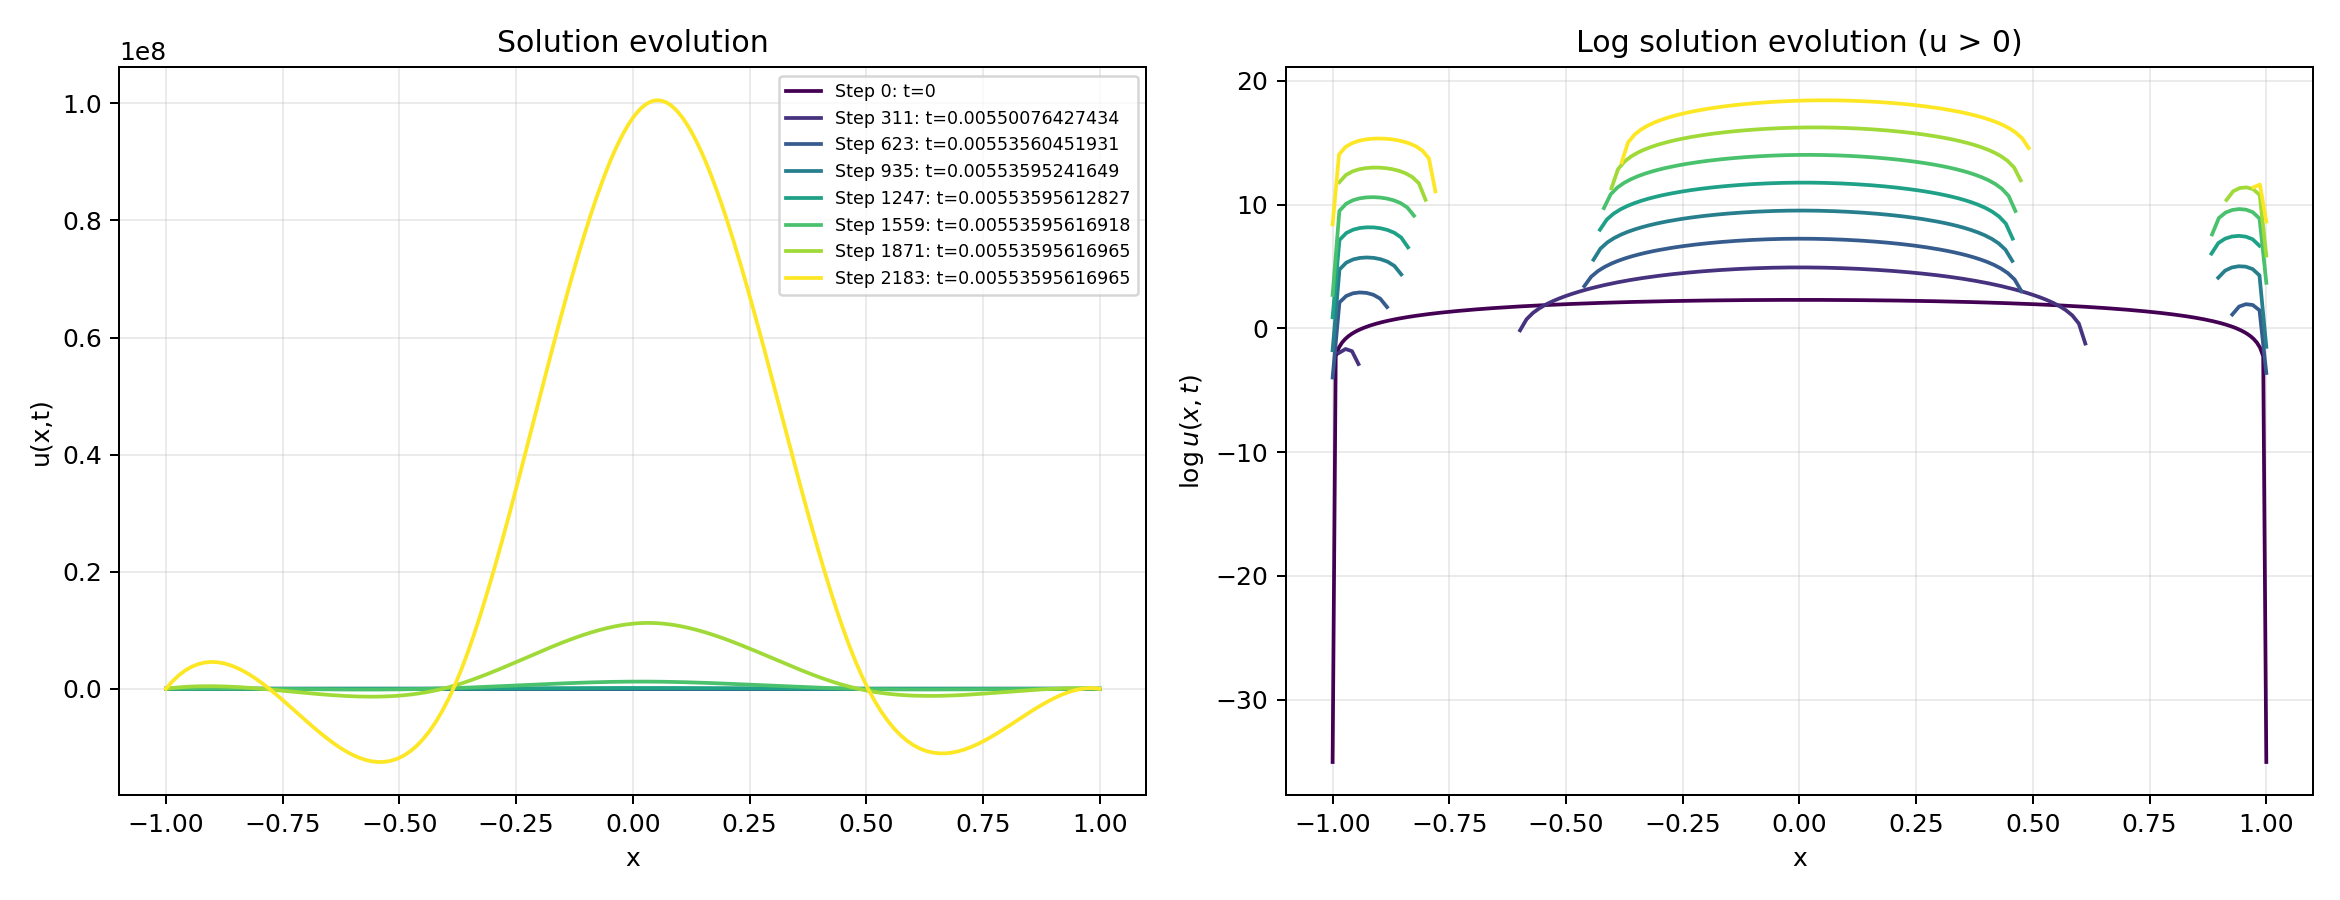 Solution evolution
1e8
1.0
0.8
0.6
0.4
0.2
0.0
u(x,t)
−1.00 −0.75 −0.50 −0.25 0.00 0.25 0.50 0.75 1.00
x
Step 0: t=0
Step 311: t=0.00550076427434
Step 623: t=0.00553560451931
Step 935: t=0.00553595241649
Step 1247: t=0.00553595612827
Step 1559: t=0.00553595616918
Step 1871: t=0.00553595616965
Step 2183: t=0.00553595616965
Log solution evolution (u > 0)
20
10
0
−10
−20
−30
log u(x, t)
−1.00 −0.75 −0.50 −0.25 0.00 0.25 0.50 0.75 1.00
x